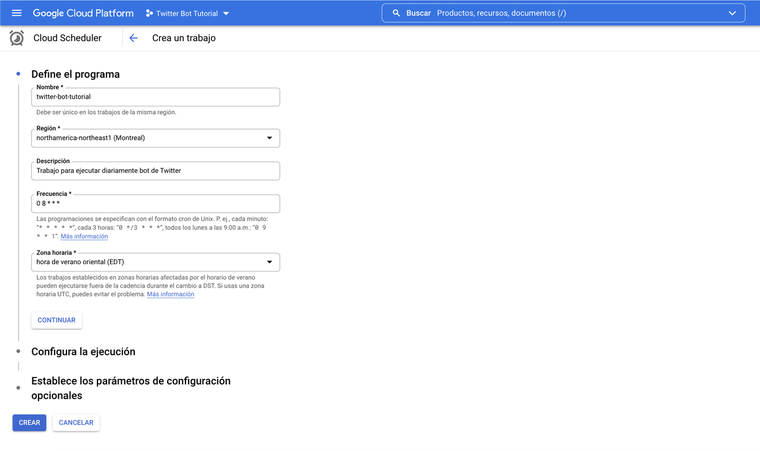 Google Cloud Platform
Twitter Bot Tutorial
Buscar Productos, recursos, documentos (/)
Cloud Scheduler
Crea un trabajo
Define el programa
Nombre *
twitter-bot-tutorial
Debe ser único en los trabajos de la misma región.
Región *
northamerica-northeast1 (Montreal)
Descripción
Trabajo para ejecutar diariamente bot de Twitter
Frecuencia *
0 8 * * *
Las programaciones se especifican con el formato cron de Unix. P. ej., cada minuto:
"* * * * *", cada 3 horas: "0 */3 * * *", todos los lunes a las 9:00 a.m.: "0 9
* * 1". Más información
Zona horaria *
hora de verano oriental (EDT)
Los trabajos establecidos en zonas horarias afectadas por el horario de verano
pueden ejecutarse fuera de la cadencia durante el cambio a DST. Si usas una zona
horaria UTC, puedes evitar el problema. Más información
CONTINUAR
Configura la ejecución
Establece los parámetros de configuración
opcionales
CREAR
CANCELAR